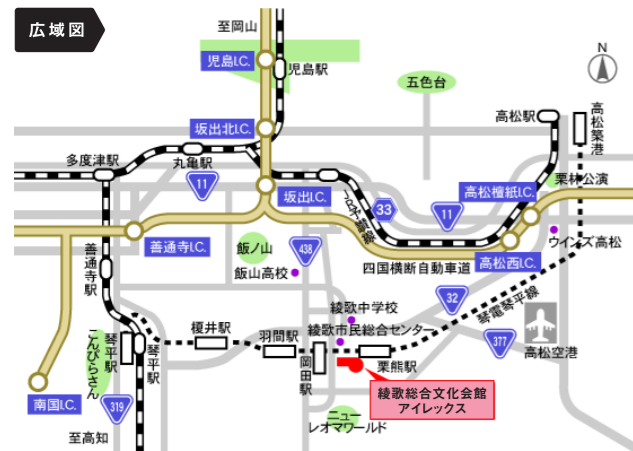 広域図
至岡山
児島I.C.
児島駅
N
五色台
高松駅
高松築港
坂出北I.C.
多度津駅
丸亀駅
11
坂出I.C.
JR予讃線
33
11
高松檀紙I.C.
栗林公演
善通寺I.C.
善通寺駅
飯ノ山
438
飯山高校
四国横断自動車道
高松西I.C.
ウインズ高松
32
琴電琴平線
377
高松空港
綾歌中学校
綾歌市民総合センター
榎井駅
羽間駅
岡田駅
栗熊駅
こんぴらさん
琴平駅
琴平駅
南国I.C.
319
至高知
綾歌総合文化会館
アイレックス
ニュー
レオマワールド